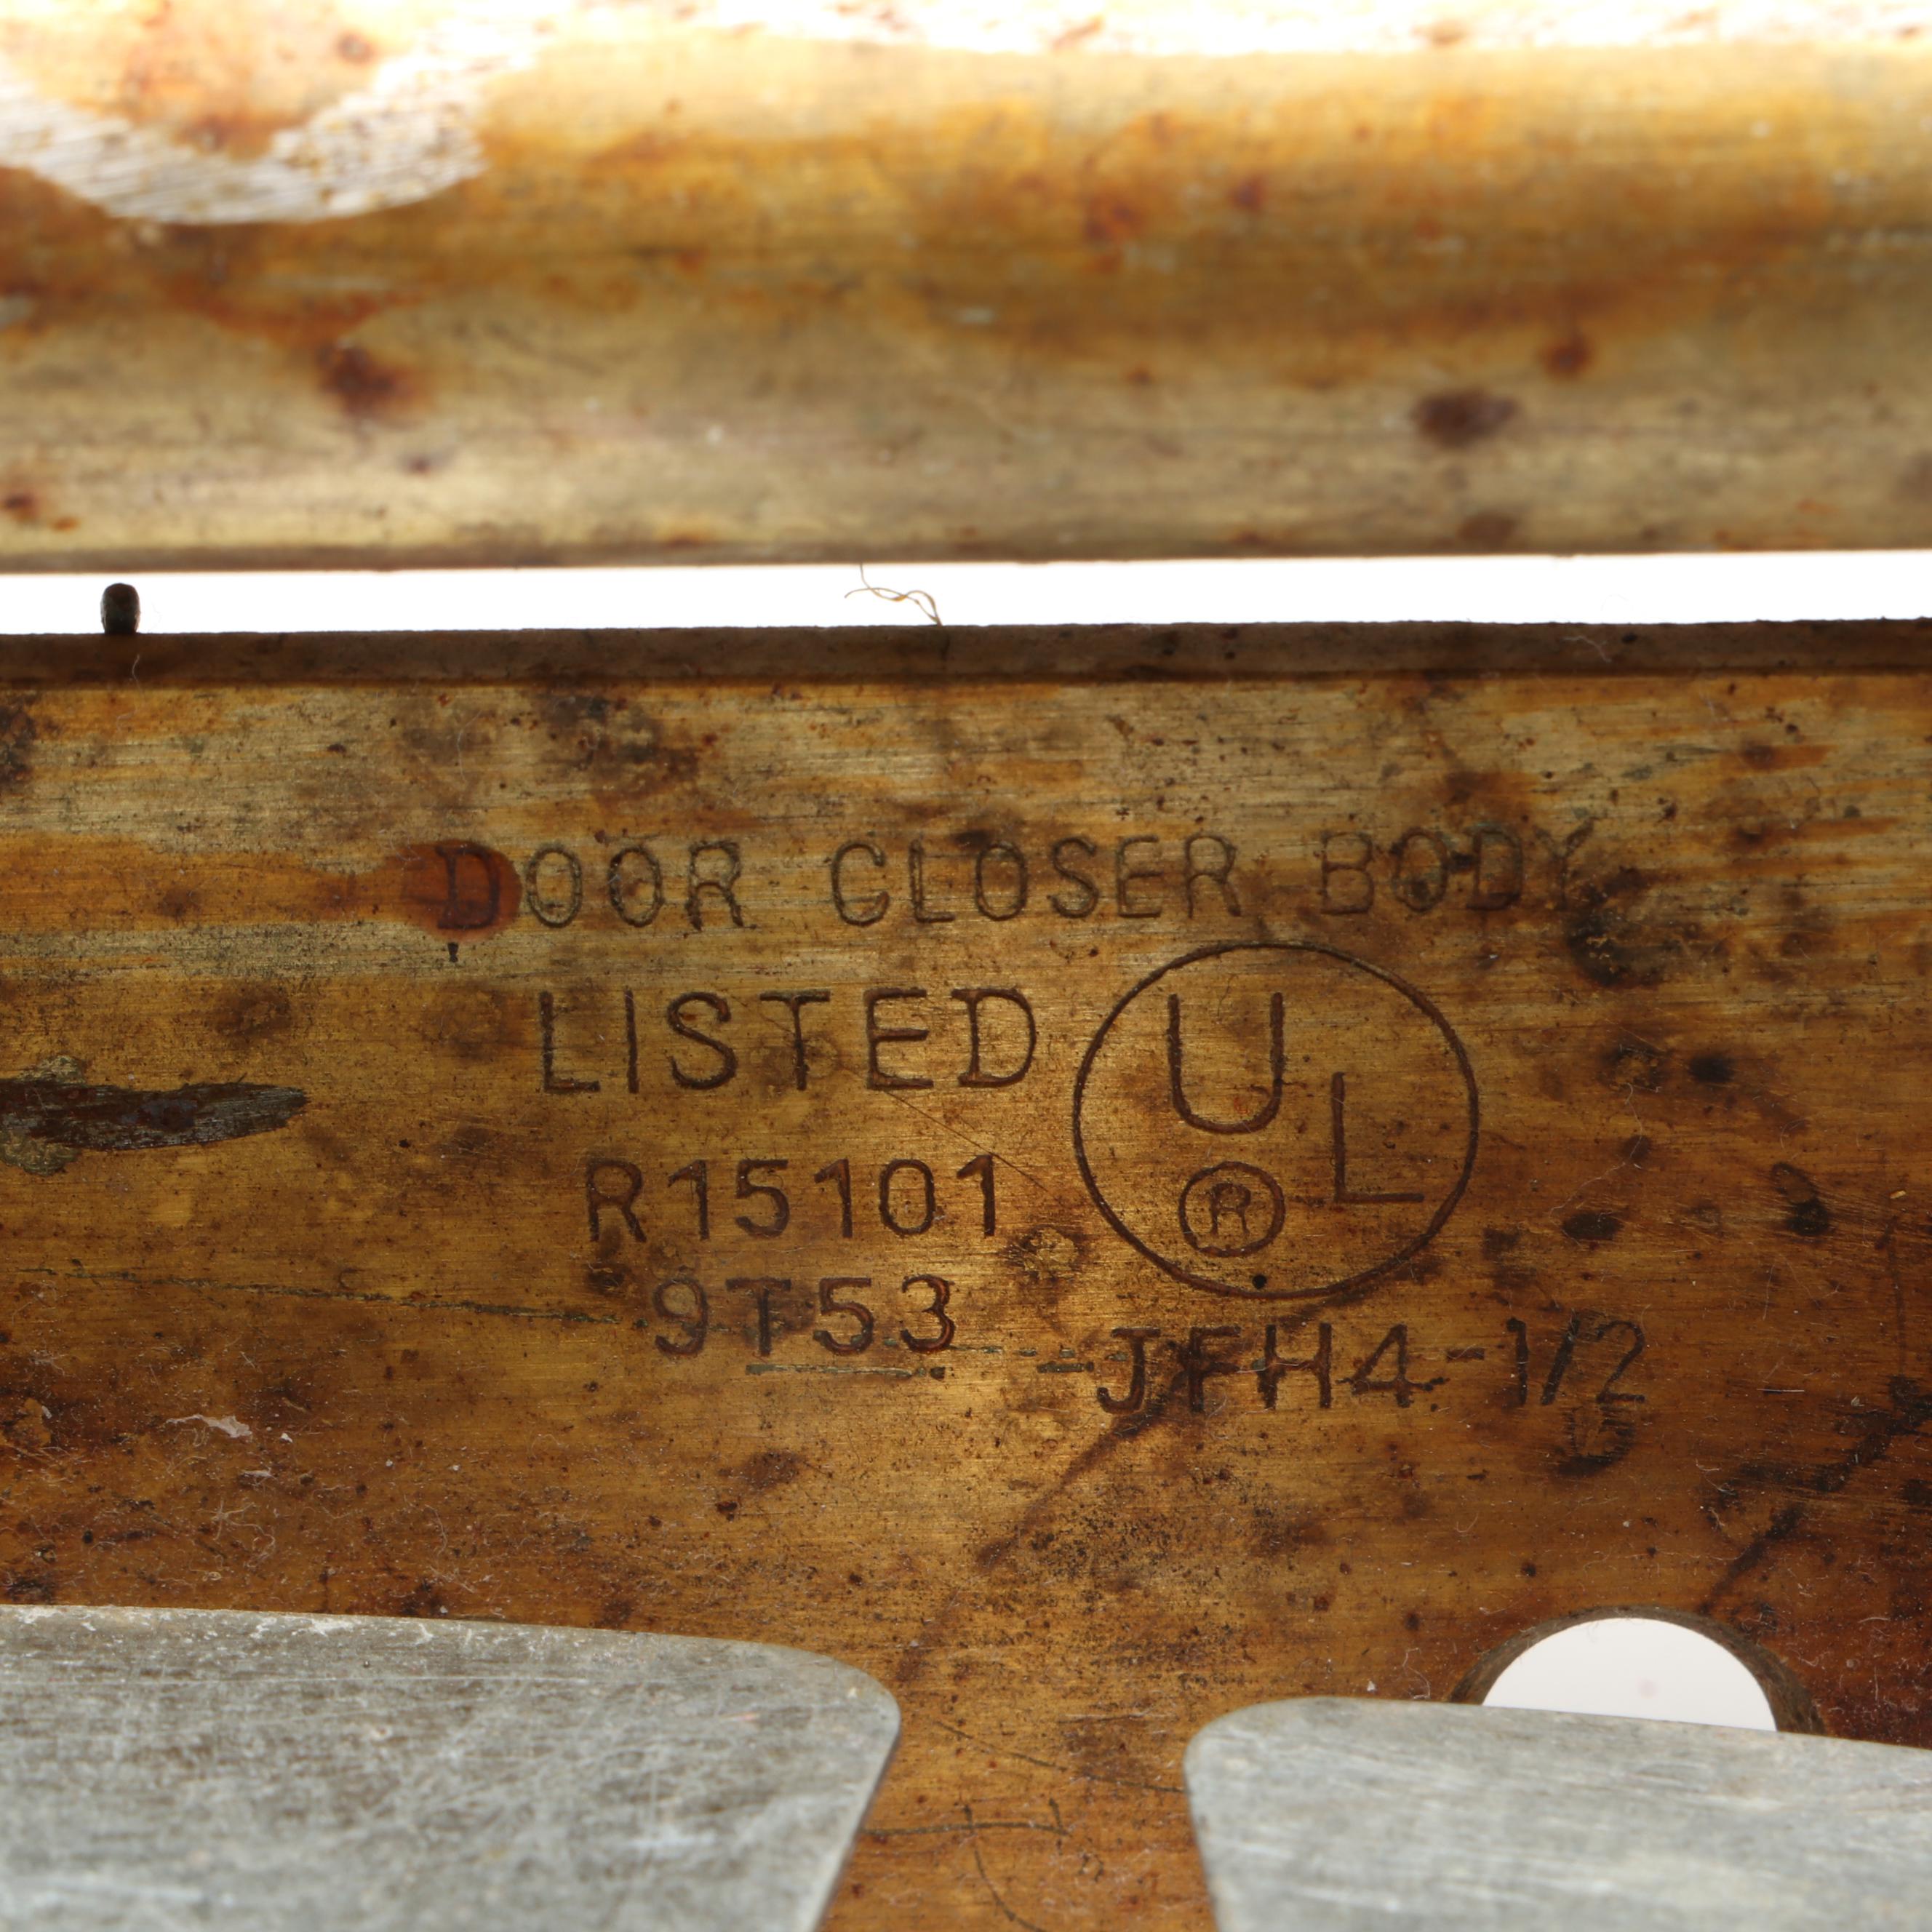 DOOR CLOSER BODY
LISTED UL ®
R15101
9T53
JFH4-1/2